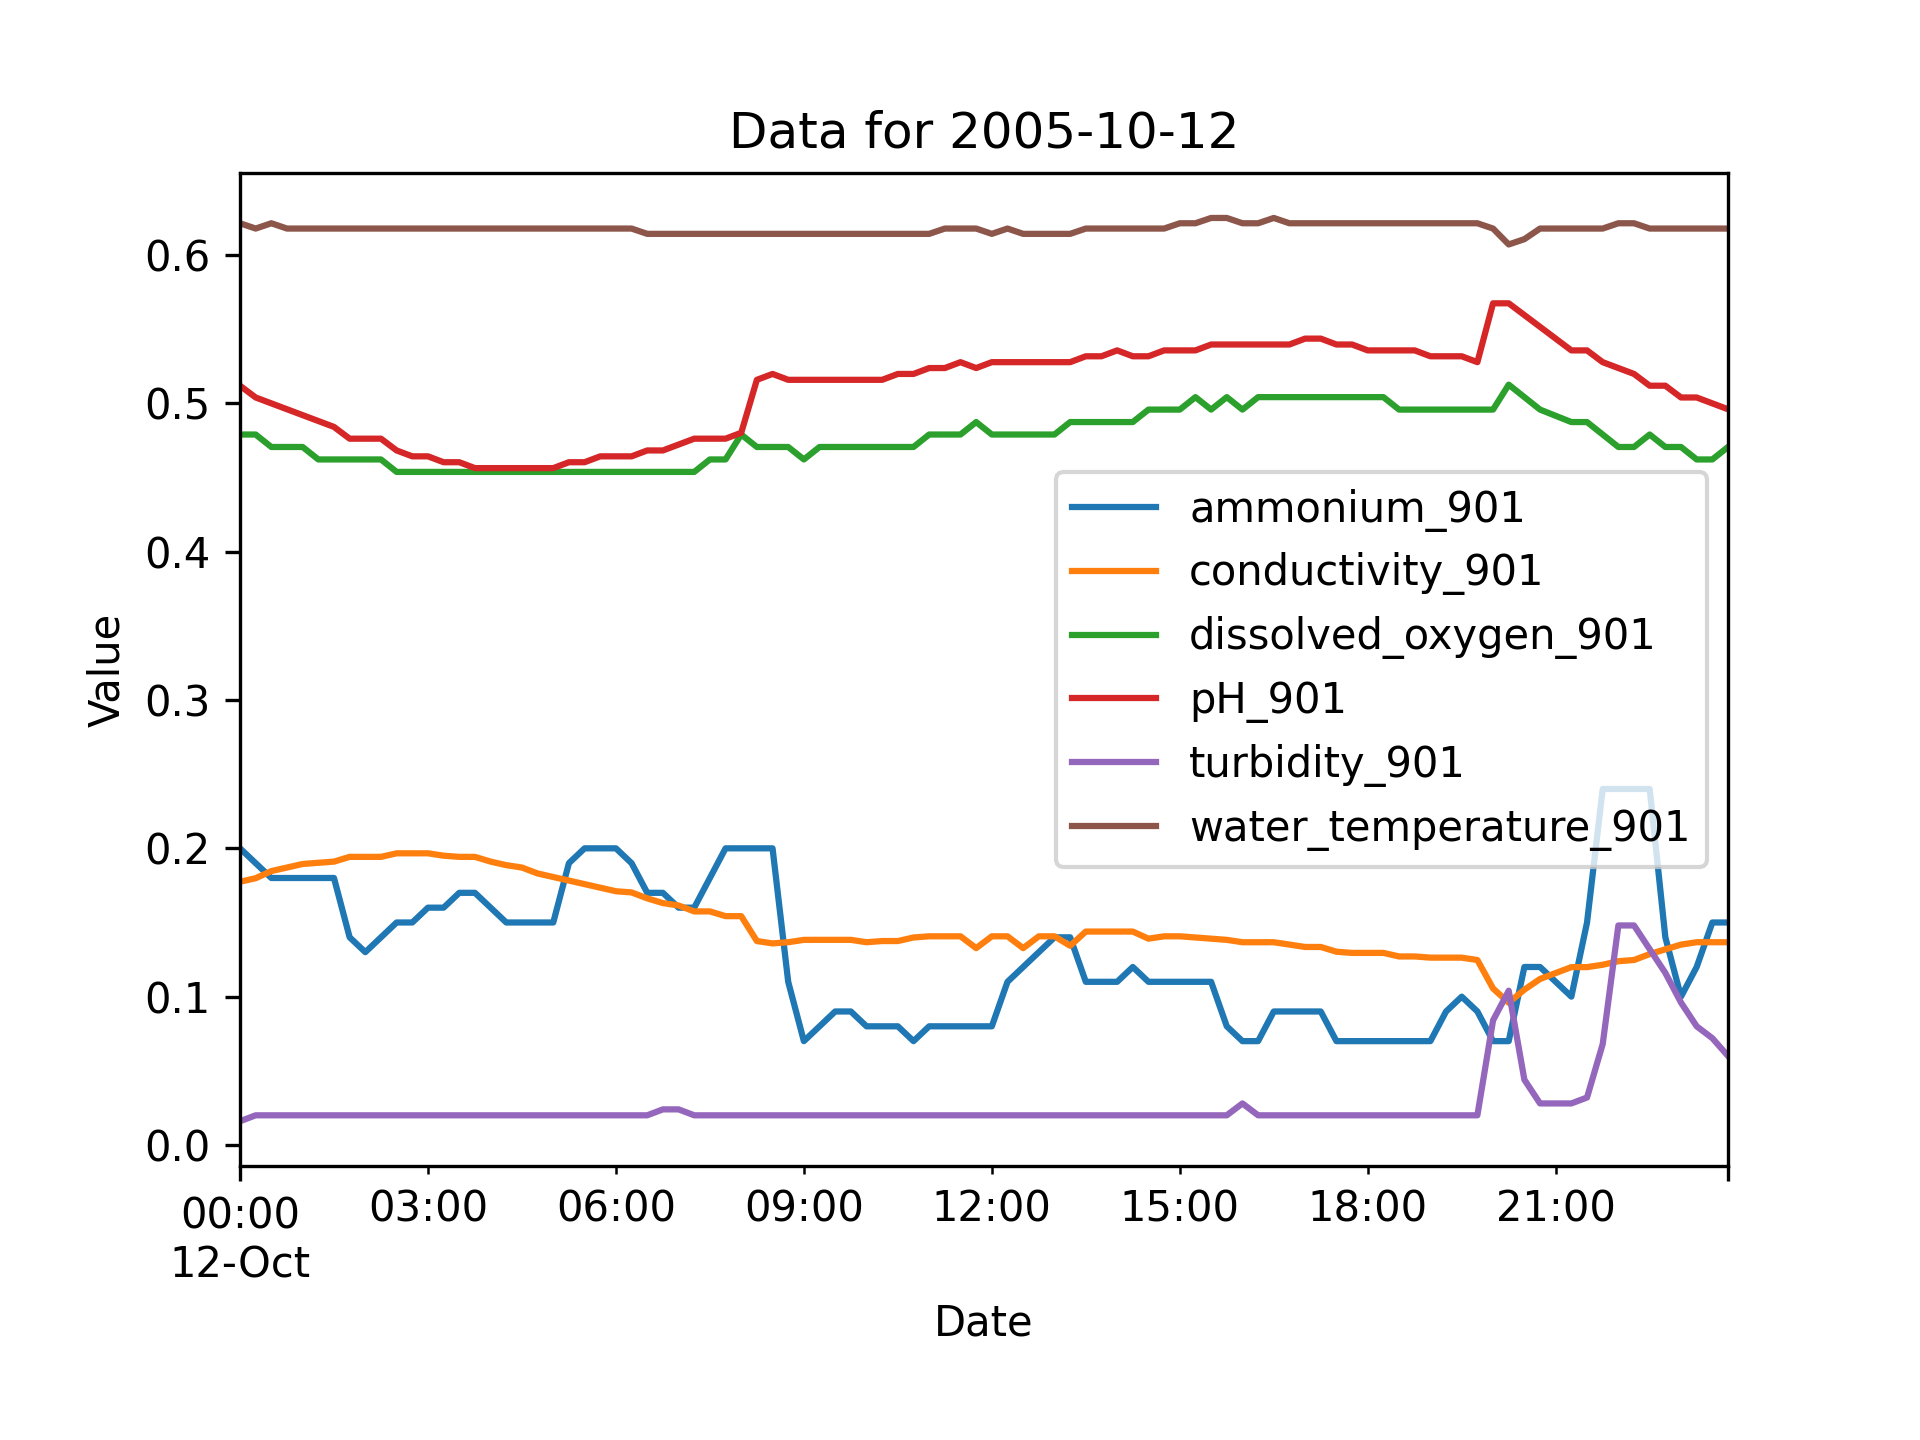 Data for 2005-10-12
Value
0.6
0.5
0.4
0.3
0.2
0.1
0.0
ammonium_901
conductivity_901
dissolved_oxygen_901
pH_901
turbidity_901
water_temperature_901
00:00 03:00 06:00 09:00 12:00 15:00 18:00 21:00
12-Oct
Date